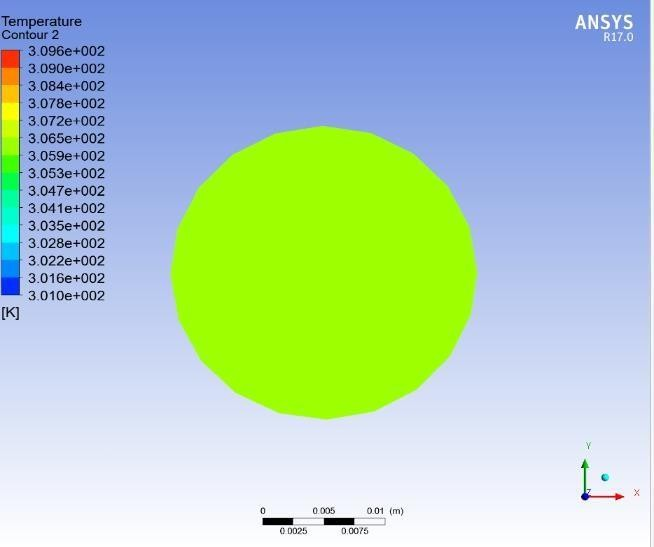 Temperature
Contour 2
3.096e+002
3.090e+002
3.084e+002
3.078e+002
3.072e+002
3.065e+002
3.059e+002
3.053e+002
3.047e+002
3.041e+002
3.035e+002
3.028e+002
3.022e+002
3.016e+002
3.010e+002
[K]
ANSYS
R17.0
Y
Z
X
0 0.005 0.01 (m)
0.0025 0.0075